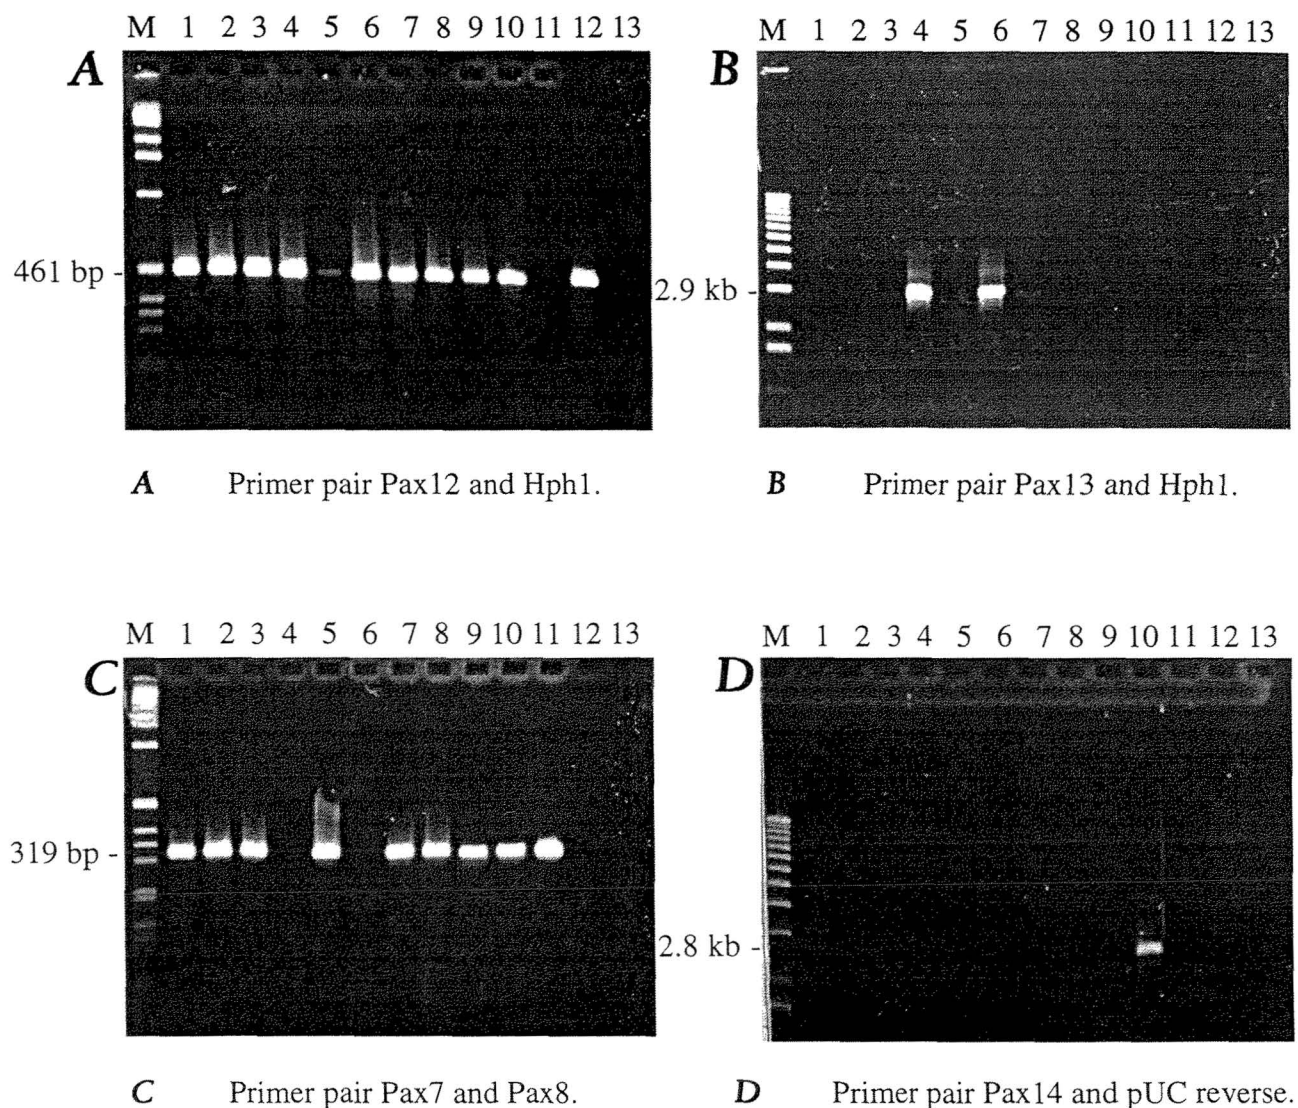 M 1 2 3 4 5 6 7 8 9 10 11 12 13
A
461 bp -
A Primer pair Pax12 and Hph1.
M 1 2 3 4 5 6 7 8 9 10 11 12 13
B
2.9 kb -
B Primer pair Pax13 and Hph1.
M 1 2 3 4 5 6 7 8 9 10 11 12 13
C
319 bp -
C Primer pair Pax7 and Pax8.
M 1 2 3 4 5 6 7 8 9 10 11 12 13
D
2.8 kb -
D Primer pair Pax14 and pUC reverse.